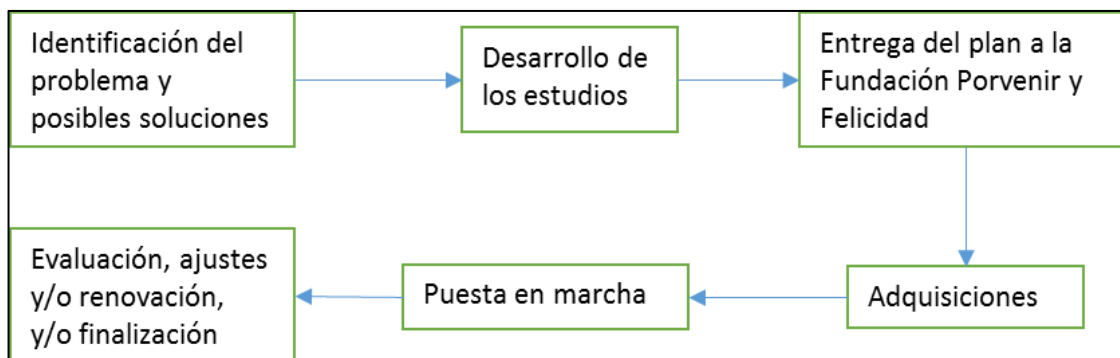 Identificación del
problema y
posibles soluciones
Desarrollo de
los estudios
Entrega del plan a la
Fundación Porvenir y
Felicidad
Adquisiciones
Puesta en marcha
Evaluación, ajustes
y/o renovación,
y/o finalización